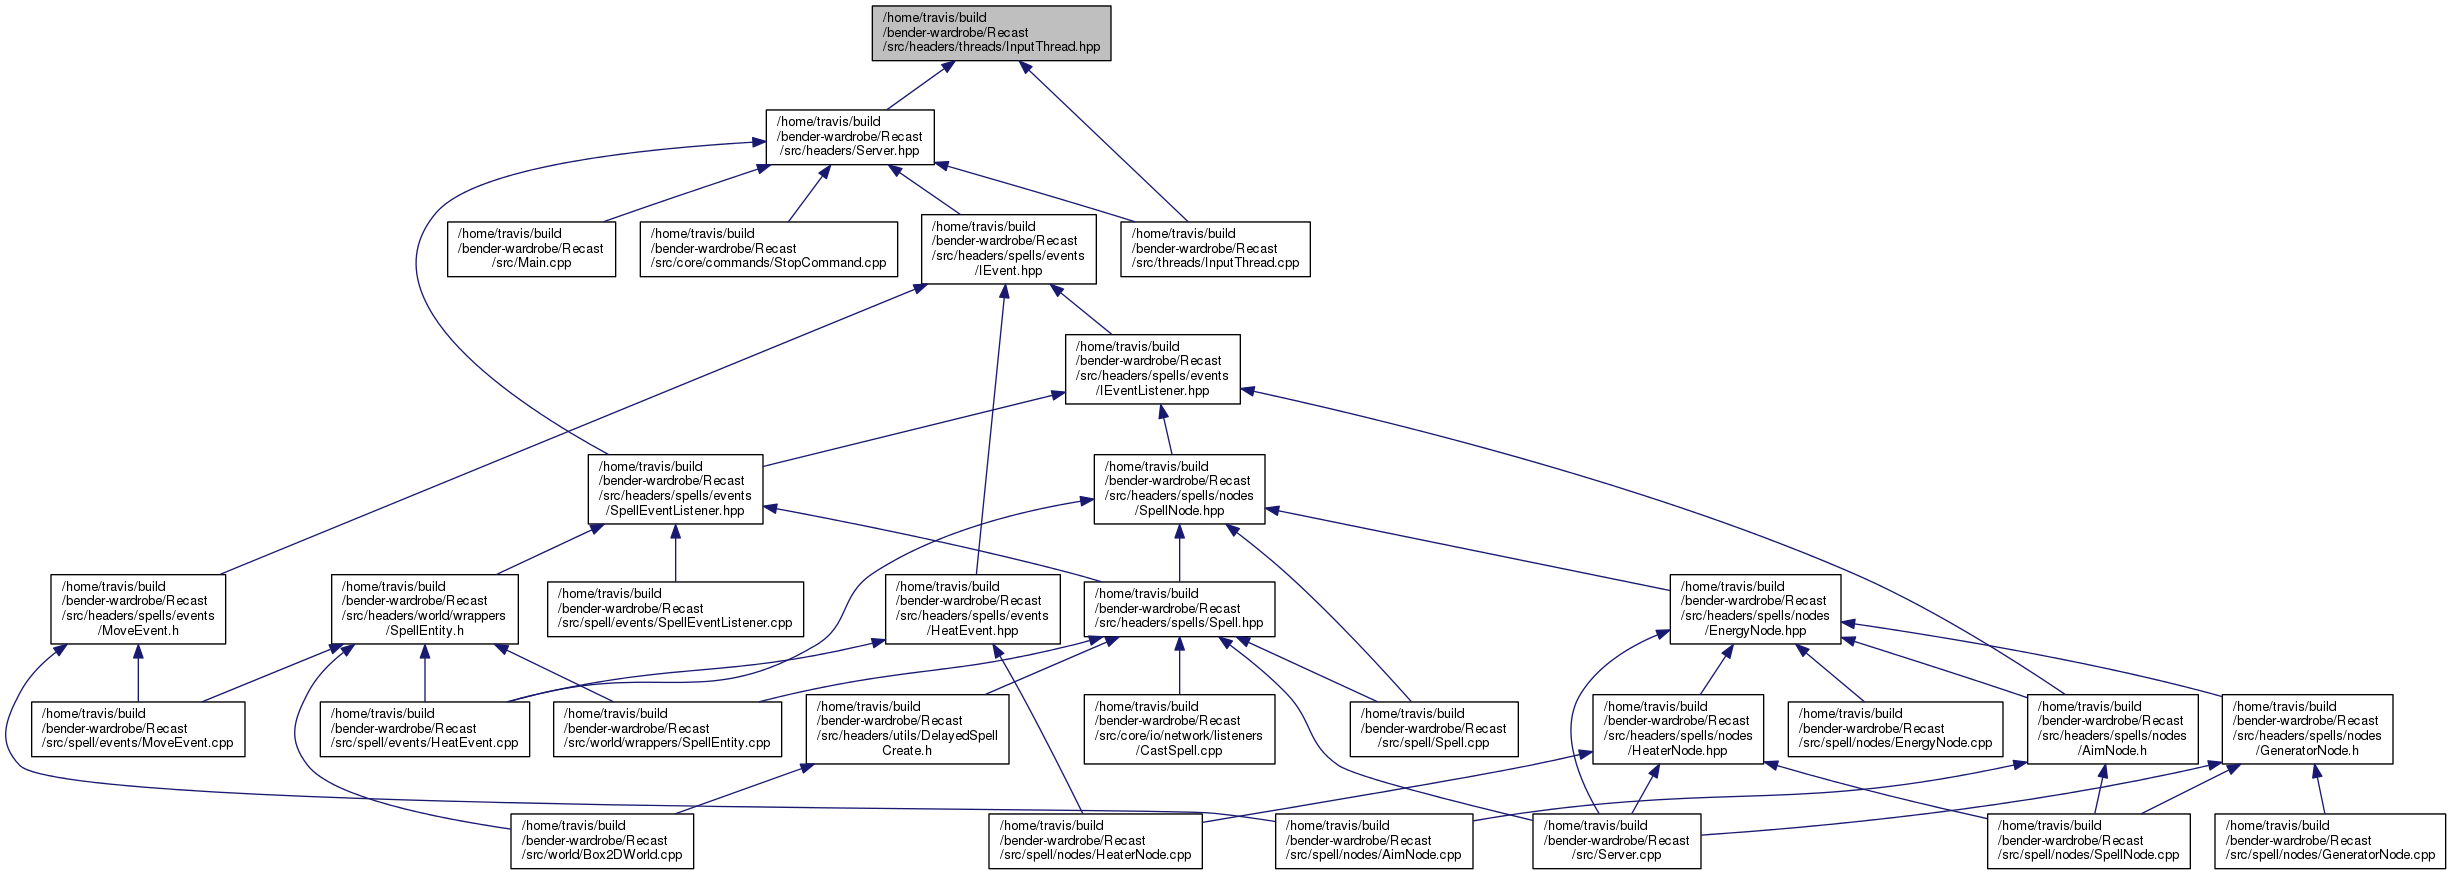 /home/travis/build
/bender-wardrobe/Recast
/src/headers/threads/InputThread.hpp
/home/travis/build
/bender-wardrobe/Recast
/src/headers/Server.hpp
/home/travis/build
/bender-wardrobe/Recast
/src/Main.cpp
/home/travis/build
/bender-wardrobe/Recast
/src/core/commands/StopCommand.cpp
/home/travis/build
/bender-wardrobe/Recast
/src/headers/spells/events
/IEvent.hpp
/home/travis/build
/bender-wardrobe/Recast
/src/threads/InputThread.cpp
/home/travis/build
/bender-wardrobe/Recast
/src/headers/spells/events
/IEventListener.hpp
/home/travis/build
/bender-wardrobe/Recast
/src/headers/spells/events
/SpellEventListener.hpp
/home/travis/build
/bender-wardrobe/Recast
/src/headers/spells/nodes
/SpellNode.hpp
/home/travis/build
/bender-wardrobe/Recast
/src/headers/spells/events
/MoveEvent.h
/home/travis/build
/bender-wardrobe/Recast
/src/headers/world/wrappers
/SpellEntity.h
/home/travis/build
/bender-wardrobe/Recast
/src/spell/events/SpellEventListener.cpp
/home/travis/build
/bender-wardrobe/Recast
/src/headers/spells/events
/HeatEvent.hpp
/home/travis/build
/bender-wardrobe/Recast
/src/headers/spells/Spell.hpp
/home/travis/build
/bender-wardrobe/Recast
/src/headers/spells/nodes
/EnergyNode.hpp
/home/travis/build
/bender-wardrobe/Recast
/src/spell/events/MoveEvent.cpp
/home/travis/build
/bender-wardrobe/Recast
/src/spell/events/HeatEvent.cpp
/home/travis/build
/bender-wardrobe/Recast
/src/world/wrappers/SpellEntity.cpp
/home/travis/build
/bender-wardrobe/Recast
/src/headers/utils/DelayedSpell
Create.h
/home/travis/build
/bender-wardrobe/Recast
/src/core/io/network/listeners
/CastSpell.cpp
/home/travis/build
/bender-wardrobe/Recast
/src/spell/Spell.cpp
/home/travis/build
/bender-wardrobe/Recast
/src/headers/spells/nodes
/HeaterNode.hpp
/home/travis/build
/bender-wardrobe/Recast
/src/spell/nodes/EnergyNode.cpp
/home/travis/build
/bender-wardrobe/Recast
/src/headers/spells/nodes
/AimNode.h
/home/travis/build
/bender-wardrobe/Recast
/src/headers/spells/nodes
/GeneratorNode.h
/home/travis/build
/bender-wardrobe/Recast
/src/world/Box2DWorld.cpp
/home/travis/build
/bender-wardrobe/Recast
/src/spell/nodes/HeaterNode.cpp
/home/travis/build
/bender-wardrobe/Recast
/src/spell/nodes/AimNode.cpp
/home/travis/build
/bender-wardrobe/Recast
/src/Server.cpp
/home/travis/build
/bender-wardrobe/Recast
/src/spell/nodes/SpellNode.cpp
/home/travis/build
/bender-wardrobe/Recast
/src/spell/nodes/GeneratorNode.cpp